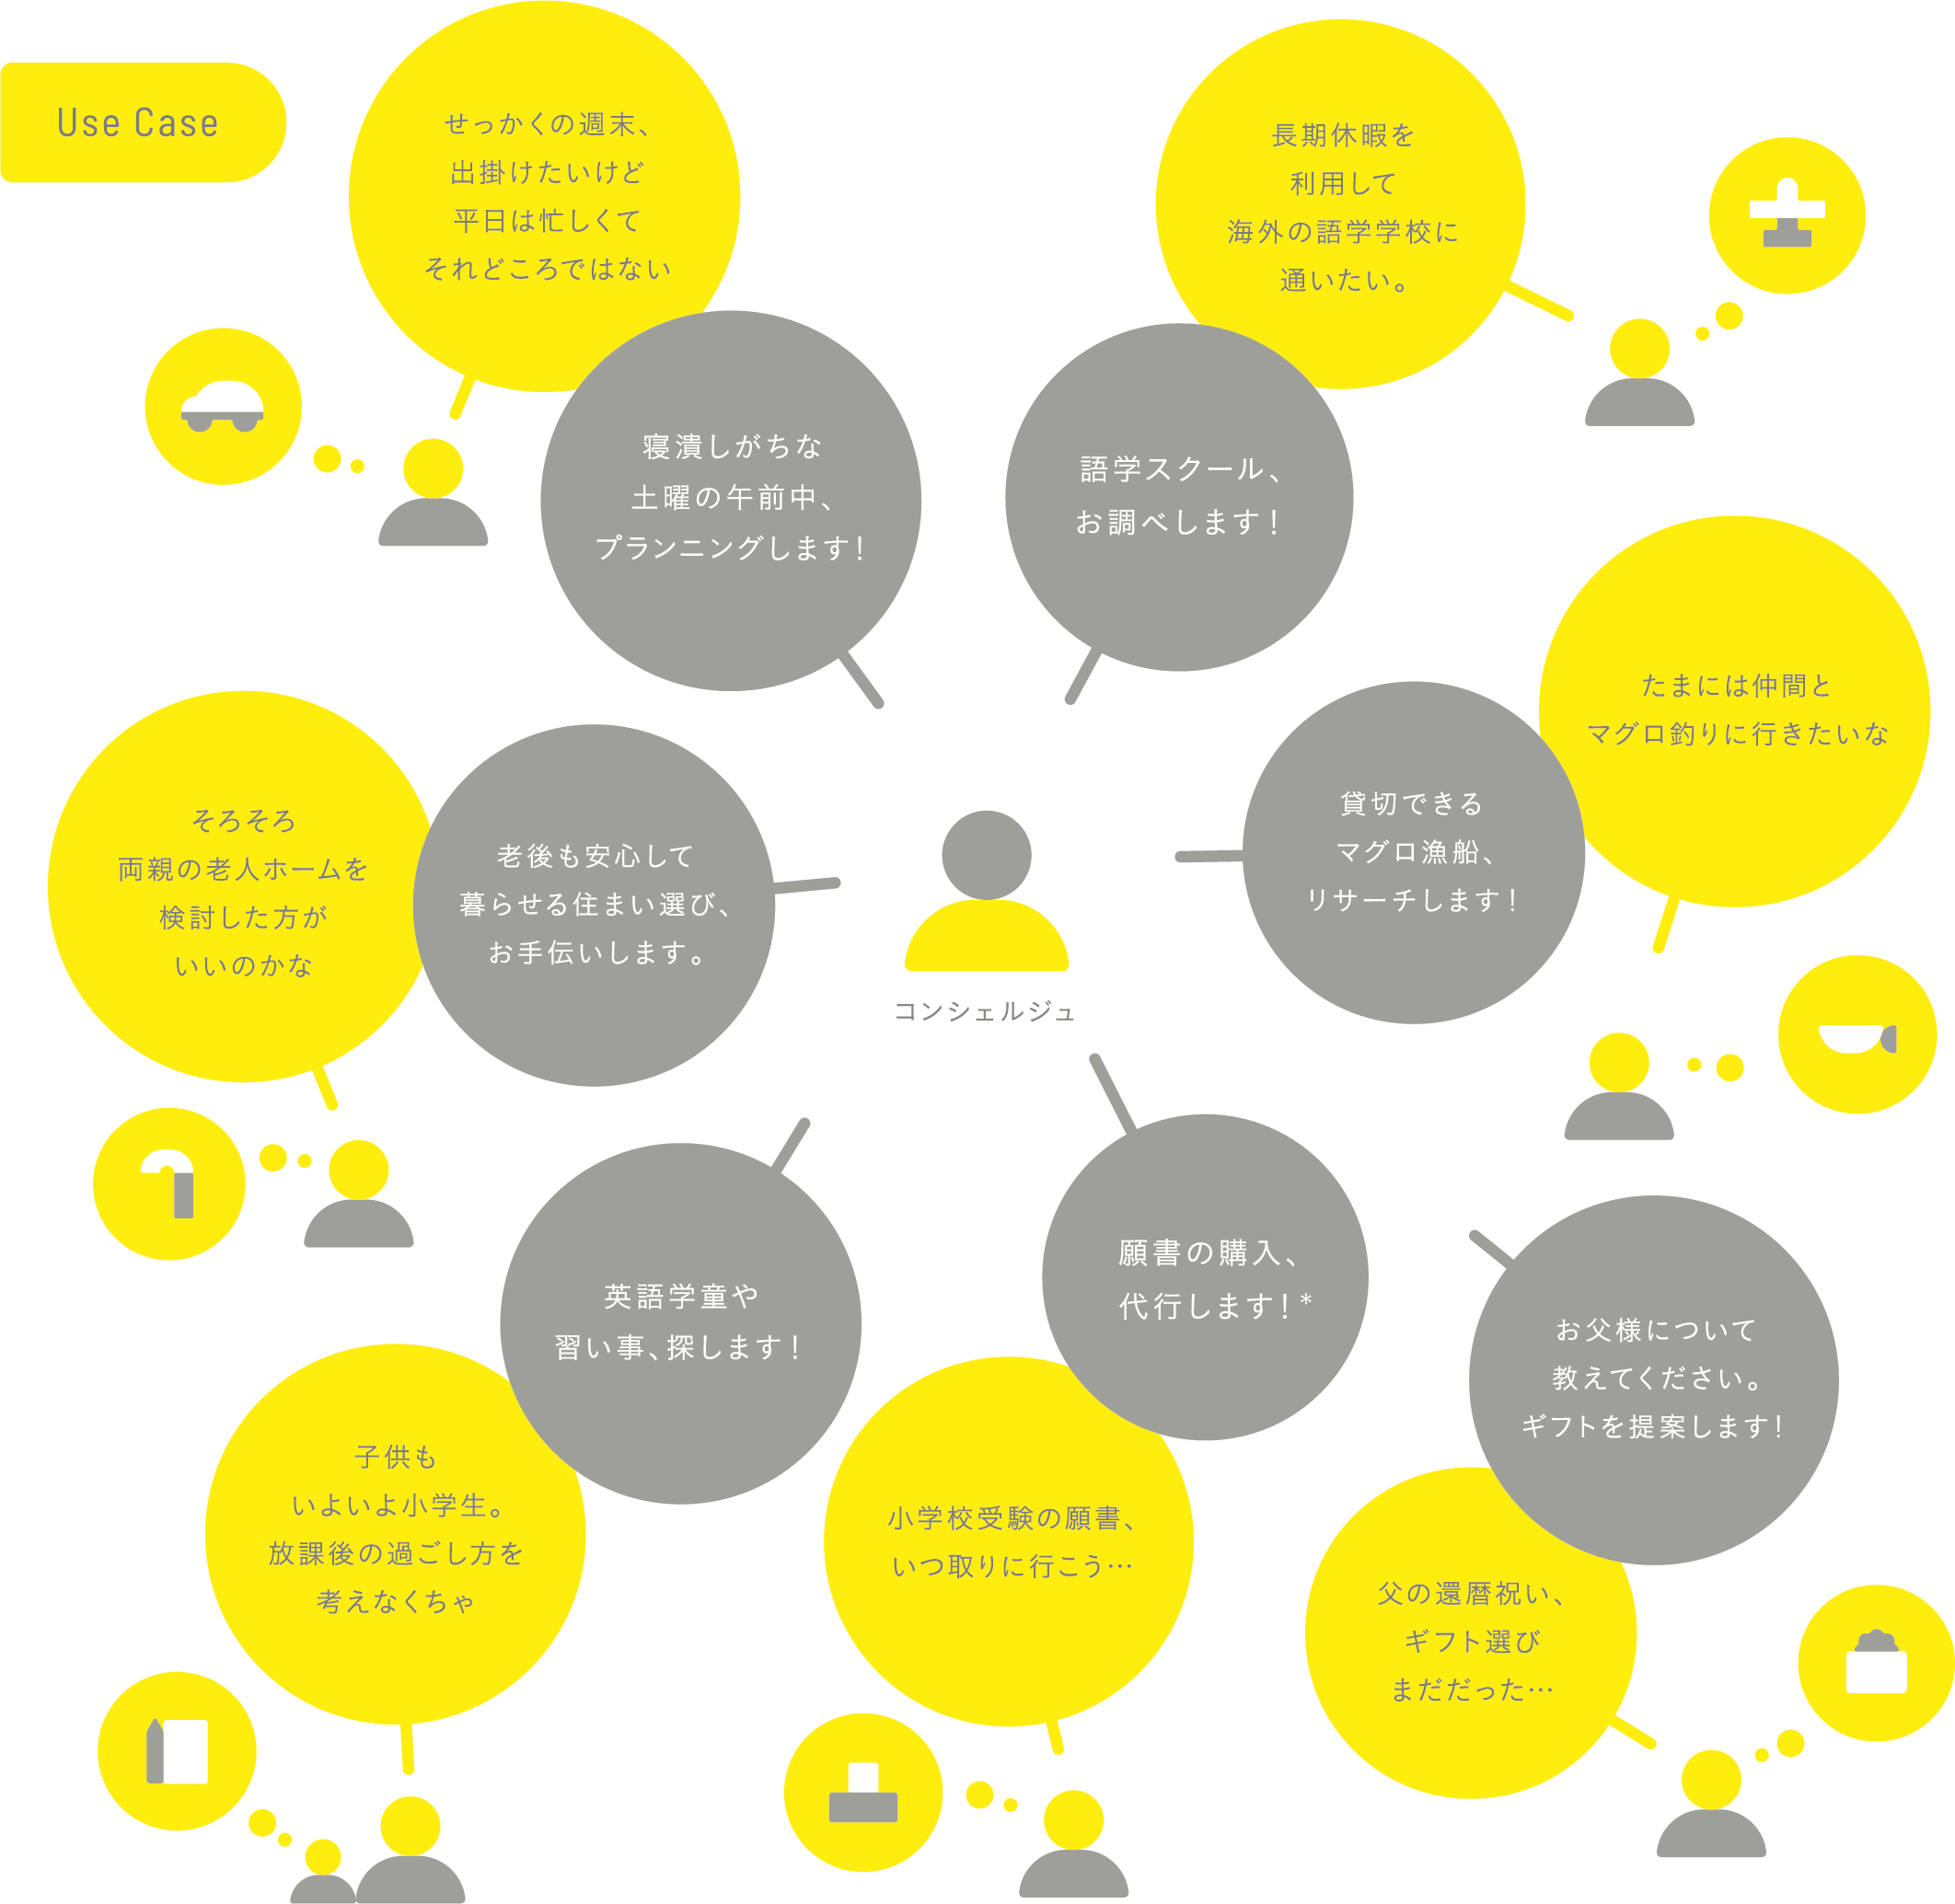 Use Case
せっかくの週末、
出掛けたいけど
平日は忙しくて
それどころではない
寝潰しがちな
土曜の午前中、
プランニングします!
長期休暇を
利用して
海外の語学学校に
通いたい。
語学スクール、
お調べします!
たまには仲間と
マグロ釣りに行きたいな
貸切できる
マグロ漁船、
リサーチします!
そろそろ
両親の老人ホームを
検討した方が
いいのかな
老後も安心して
暮らせる住まい選び、
お手伝いします。
コンシェルジュ
英語学童や
習い事、探します!
子供も
いよいよ小学生。
放課後の過ごし方を
考えなくちゃ
願書の購入、
代行します!*
小学校受験の願書、
いつ取りに行こう…
お父様について
教えてください。
ギフトを提案します!
父の還暦祝い、
ギフト選び
まだだった…